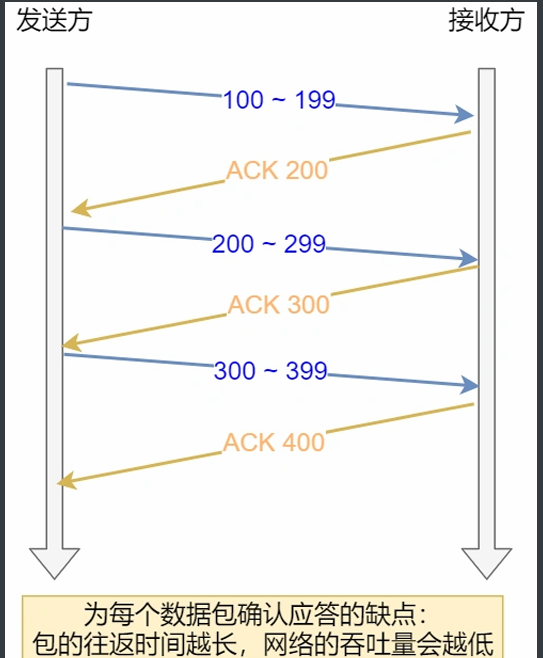 发送方
接收方
100 ~ 199
ACK 200
200 ~ 299
ACK 300
300 ~ 399
ACK 400
为每个数据包确认应答的缺点：
包的往返时间越长，网络的吞吐量会越低